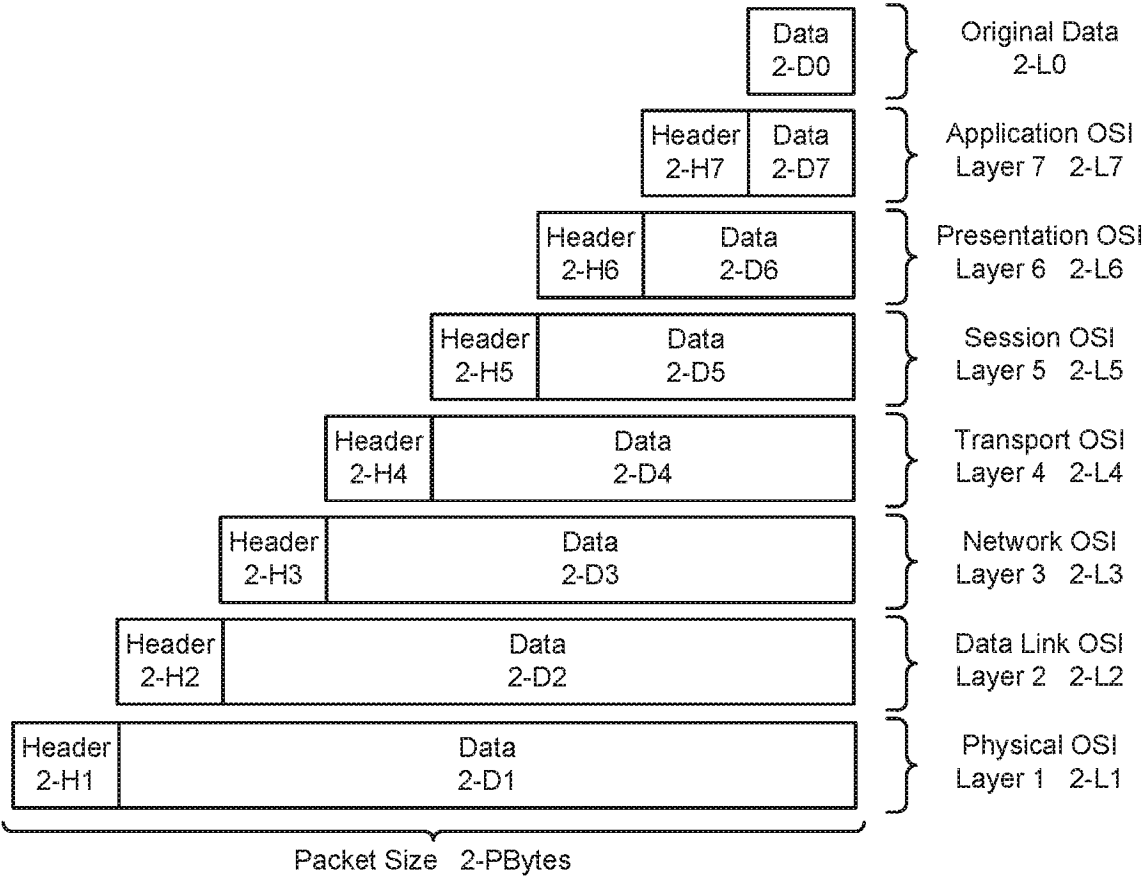 Data
2-D0
Original Data
2-L0
Header
2-H7
Data
2-D7
Application OSI
Layer 7 2-L7
Header
2-H6
Data
2-D6
Presentation OSI
Layer 6 2-L6
Header
2-H5
Data
2-D5
Session OSI
Layer 5 2-L5
Header
2-H4
Data
2-D4
Transport OSI
Layer 4 2-L4
Header
2-H3
Data
2-D3
Network OSI
Layer 3 2-L3
Header
2-H2
Data
2-D2
Data Link OSI
Layer 2 2-L2
Header
2-H1
Data
2-D1
Physical OSI
Layer 1 2-L1
Packet Size 2-PBytes